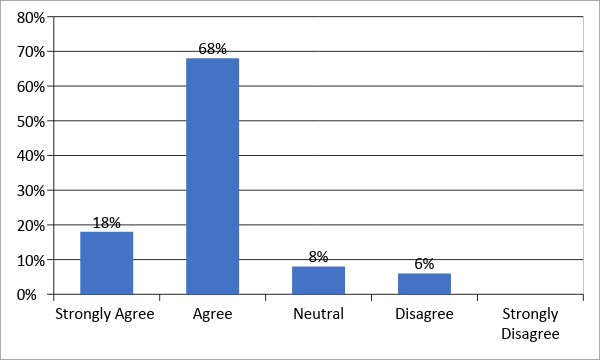 80%
70%
60%
50%
40%
30%
20%
10%
0%
18%
68%
8%
6%
Strongly Agree
Agree
Neutral
Disagree
Strongly
Disagree